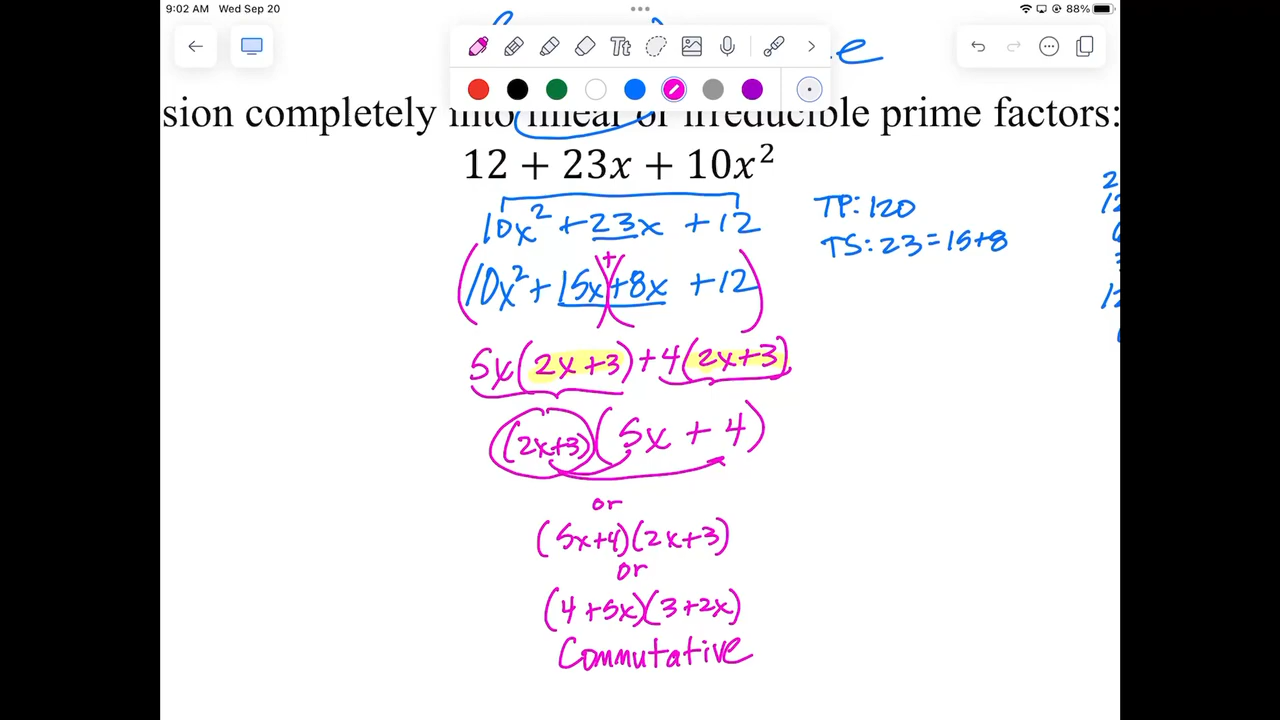 9:02 AM Wed Sep 20
88%
Tt
sion completely into linear or irreducible prime factors:
12 + 23x + 10x²
10x² + 23x + 12
TP: 120
TS: 23 = 15+8
(10x² + 15x) + (+8x + 12)
5x(2x+3) + 4(2x+3)
(2x+3)(5x + 4)
or
(5x+4)(2x+3)
or
(4+5x)(3+2x)
Commutative